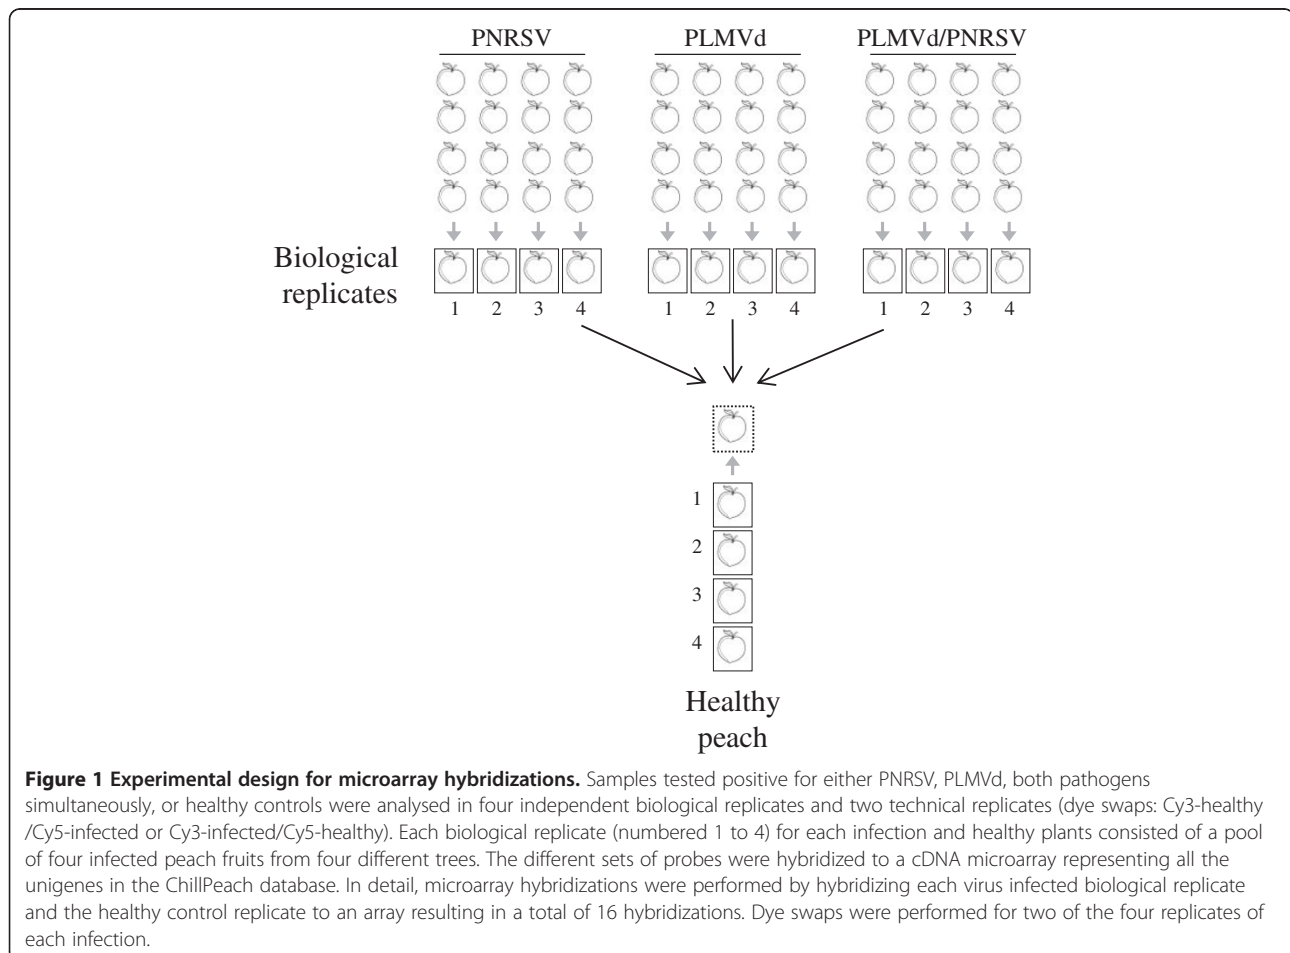 PNRSV PLMVd PLMVd/PNRSV
Biological
replicates
1 2 3 4 1 2 3 4 1 2 3 4
1
2
3
4
Healthy
peach
Figure 1 Experimental design for microarray hybridizations. Samples tested positive for either PNRSV, PLMVd, both pathogens
simultaneously, or healthy controls were analysed in four independent biological replicates and two technical replicates (dye swaps: Cy3-healthy
/Cy5-infected or Cy3-infected/Cy5-healthy). Each biological replicate (numbered 1 to 4) for each infection and healthy plants consisted of a pool
of four infected peach fruits from four different trees. The different sets of probes were hybridized to a cDNA microarray representing all the
unigenes in the ChillPeach database. In detail, microarray hybridizations were performed by hybridizing each virus infected biological replicate
and the healthy control replicate to an array resulting in a total of 16 hybridizations. Dye swaps were performed for two of the four replicates of
each infection.